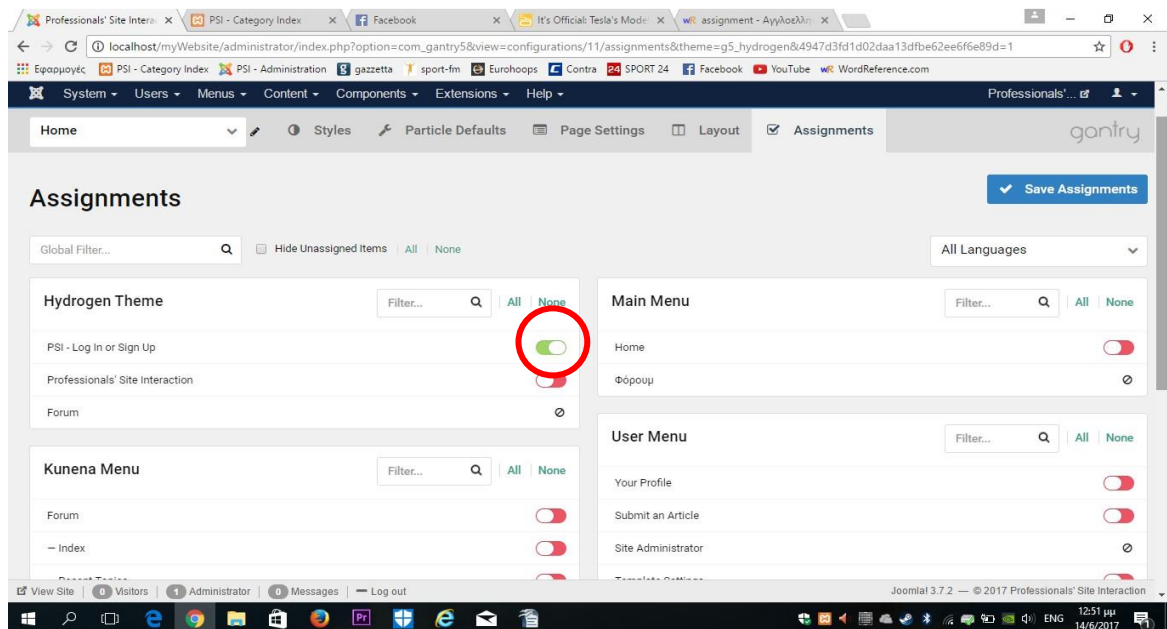 Professionals' Site Intera
PSI - Category Index
Facebook
It's Official: Tesla's Model
assignment - Αγγλοελλην
localhost/myWebsite/administrator/index.php?option=com_gantry5&view=configurations/11/assignments&theme=g5_hydrogen&4947d3fd1d02daa13dfbe62ee6f6e89d=1
Εφαρμογές PSI - Category Index PSI - Administration gazzetta sport-fm Eurohoops Contra 24 SPORT 24 Facebook YouTube WordReference.com
System Users Menus Content Components Extensions Help Professionals'...
Home Styles Particle Defaults Page Settings Layout Assignments gantry
Assignments Save Assignments
Global Filter... Hide Unassigned Items All None All Languages
Hydrogen Theme Filter... All None
PSI - Log In or Sign Up
Professionals' Site Interaction
Forum
Kunena Menu Filter... All None
Forum
— Index
Main Menu Filter... All None
Home
Φόρουμ
User Menu Filter... All None
Your Profile
Submit an Article
Site Administrator
View Site 0 Visitors 1 Administrator 0 Messages Log out Joomla! 3.7.2 — © 2017 Professionals' Site Interaction
ENG 12:51 μμ
14/6/2017